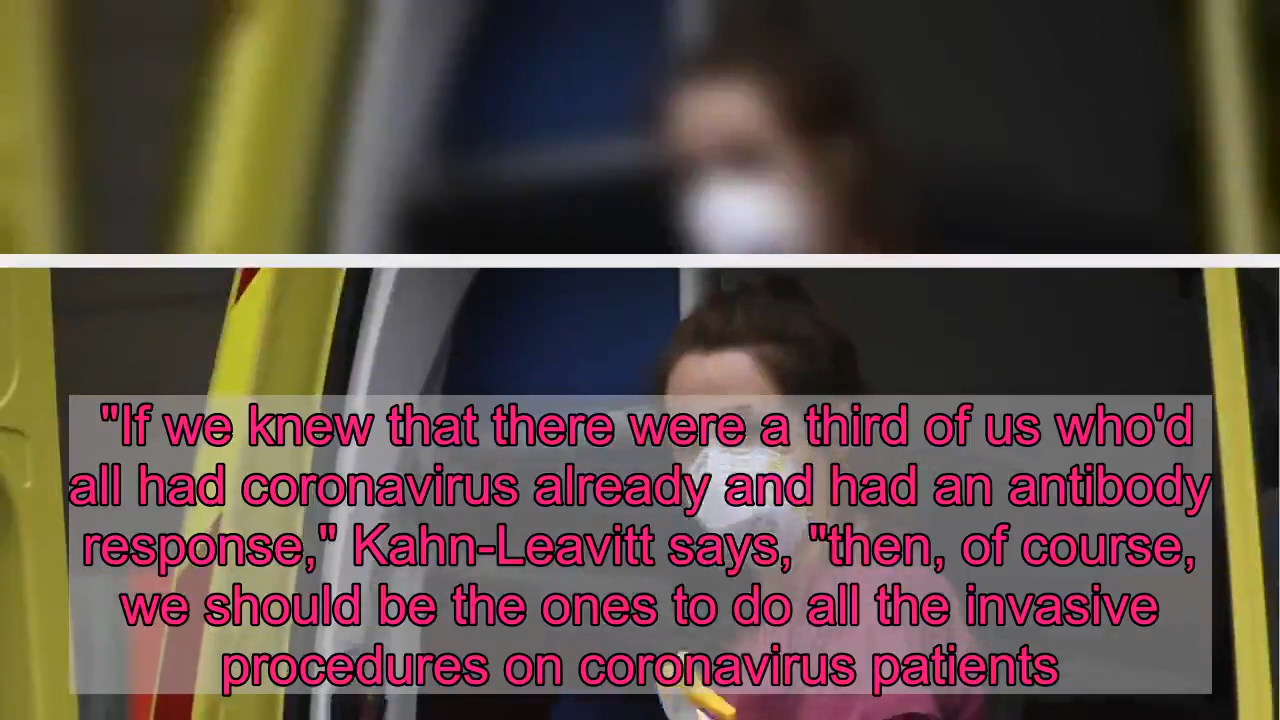 "If we knew that there were a third of us who'd
all had coronavirus already and had an antibody
response," Kahn-Leavitt says, "then, of course,
we should be the ones to do all the invasive
procedures on coronavirus patients